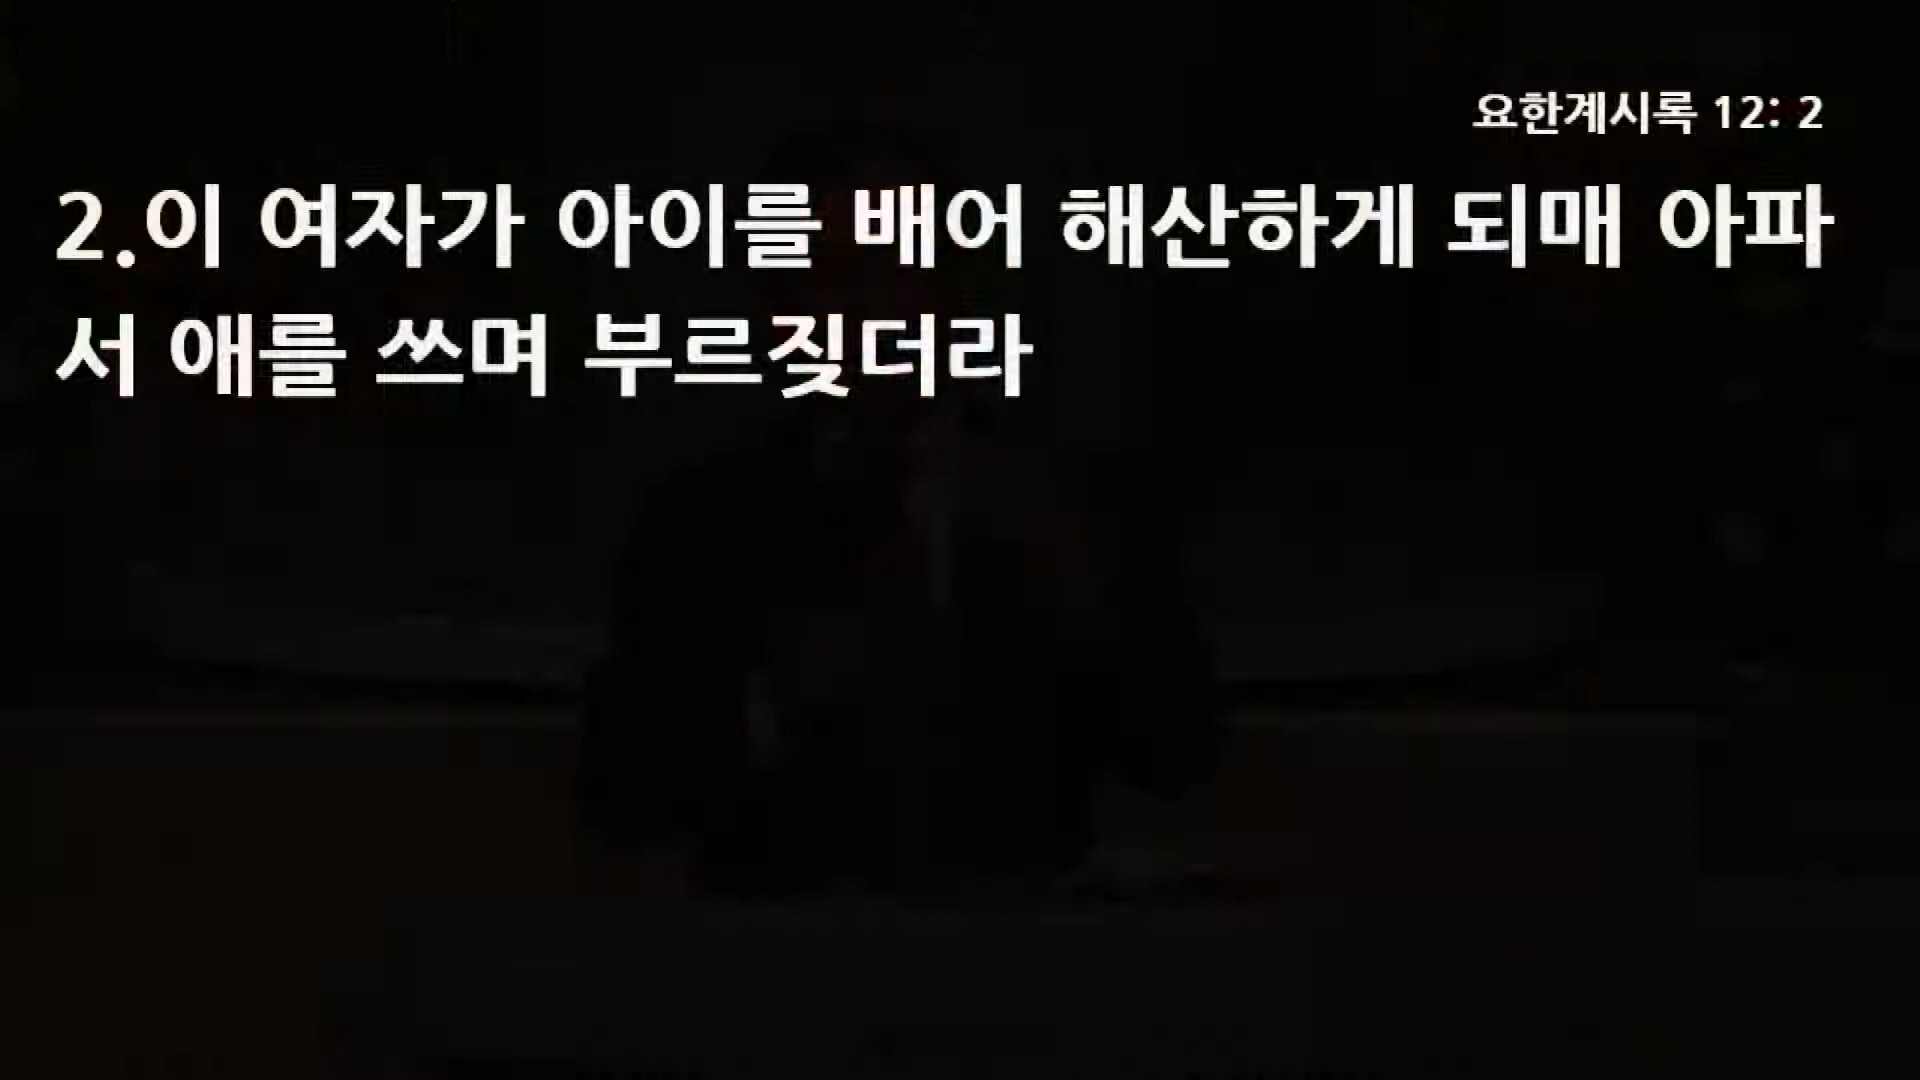 요한계시록 12: 2
2.이 여자가 아이를 배어 해산하게 되매 아파
서 애를 쓰며 부르짖더라